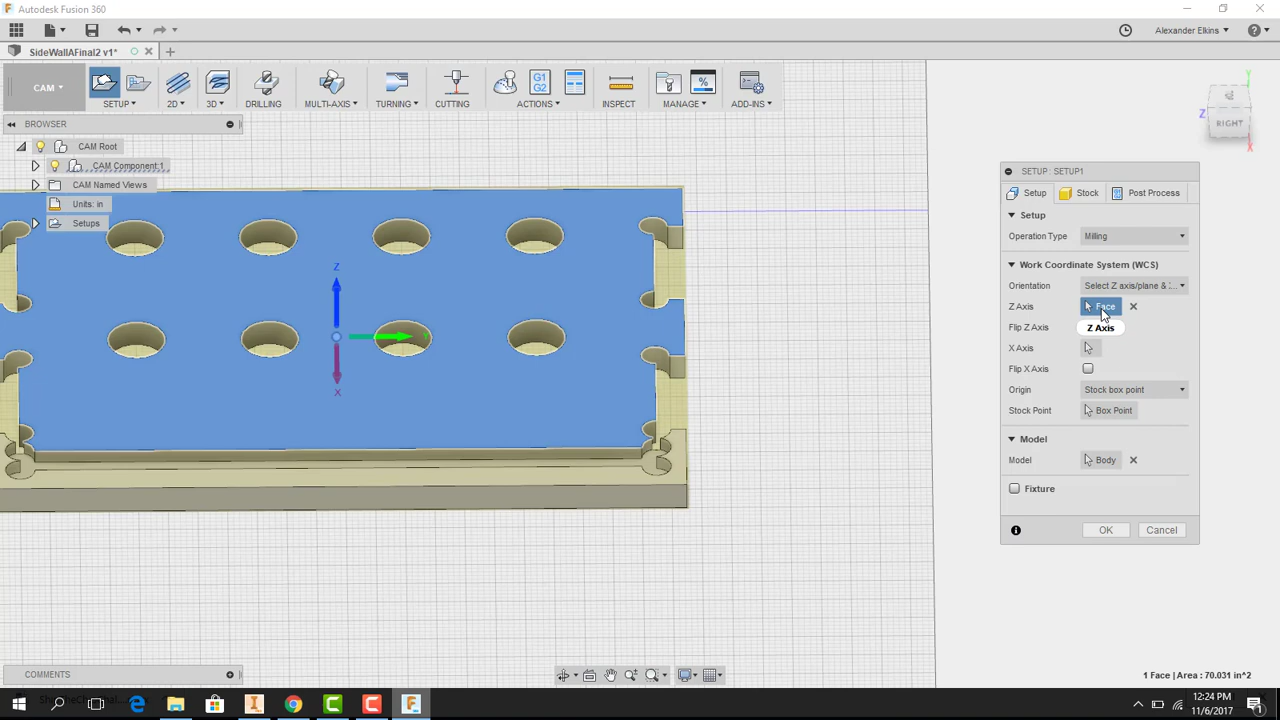 Autodesk Fusion 360
Alexander Elkins
SideWallAFinal2 v1*
CAM
SETUP
2D
3D
DRILLING
MULTI-AXIS
TURNING
CUTTING
G1
G2
ACTIONS
INSPECT
MANAGE
ADD-INS
BROWSER
CAM Root
CAM Component:1
CAM Named Views
Units: in
Setups
Z
Y
X
Y
Z
RIGHT
X
SETUP : SETUP1
Setup
Stock
Post Process
Setup
Operation Type
Milling
Work Coordinate System (WCS)
Orientation
Select Z axis/plane & ...
Z Axis
Face
Flip Z Axis
Z Axis
X Axis
Flip X Axis
Origin
Stock box point
Stock Point
Box Point
Model
Model
Body
Fixture
OK
Cancel
COMMENTS
1 Face | Area : 70.031 in^2
12:24 PM
11/6/2017